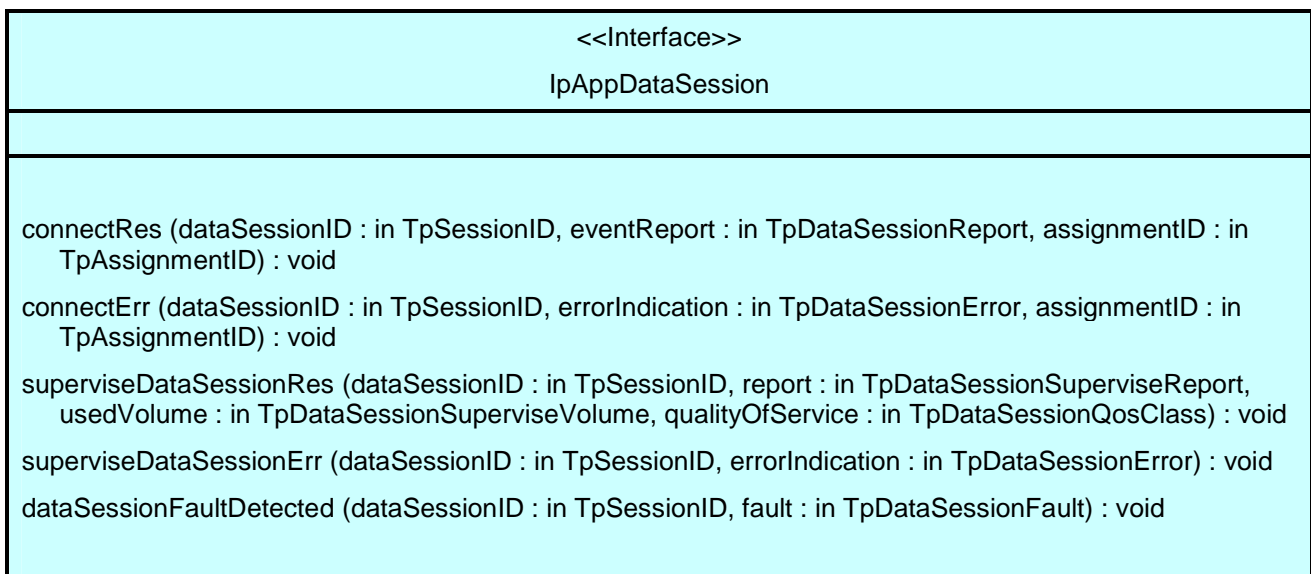 <<Interface>>
IpAppDataSession
connectRes (dataSessionID : in TpSessionID, eventReport : in TpDataSessionReport, assignmentID : in
TpAssignmentID) : void
connectErr (dataSessionID : in TpSessionID, errorIndication : in TpDataSessionError, assignmentID : in
TpAssignmentID) : void
superviseDataSessionRes (dataSessionID : in TpSessionID, report : in TpDataSessionSuperviseReport,
usedVolume : in TpDataSessionSuperviseVolume, qualityOfService : in TpDataSessionQosClass) : void
superviseDataSessionErr (dataSessionID : in TpSessionID, errorIndication : in TpDataSessionError) : void
dataSessionFaultDetected (dataSessionID : in TpSessionID, fault : in TpDataSessionFault) : void